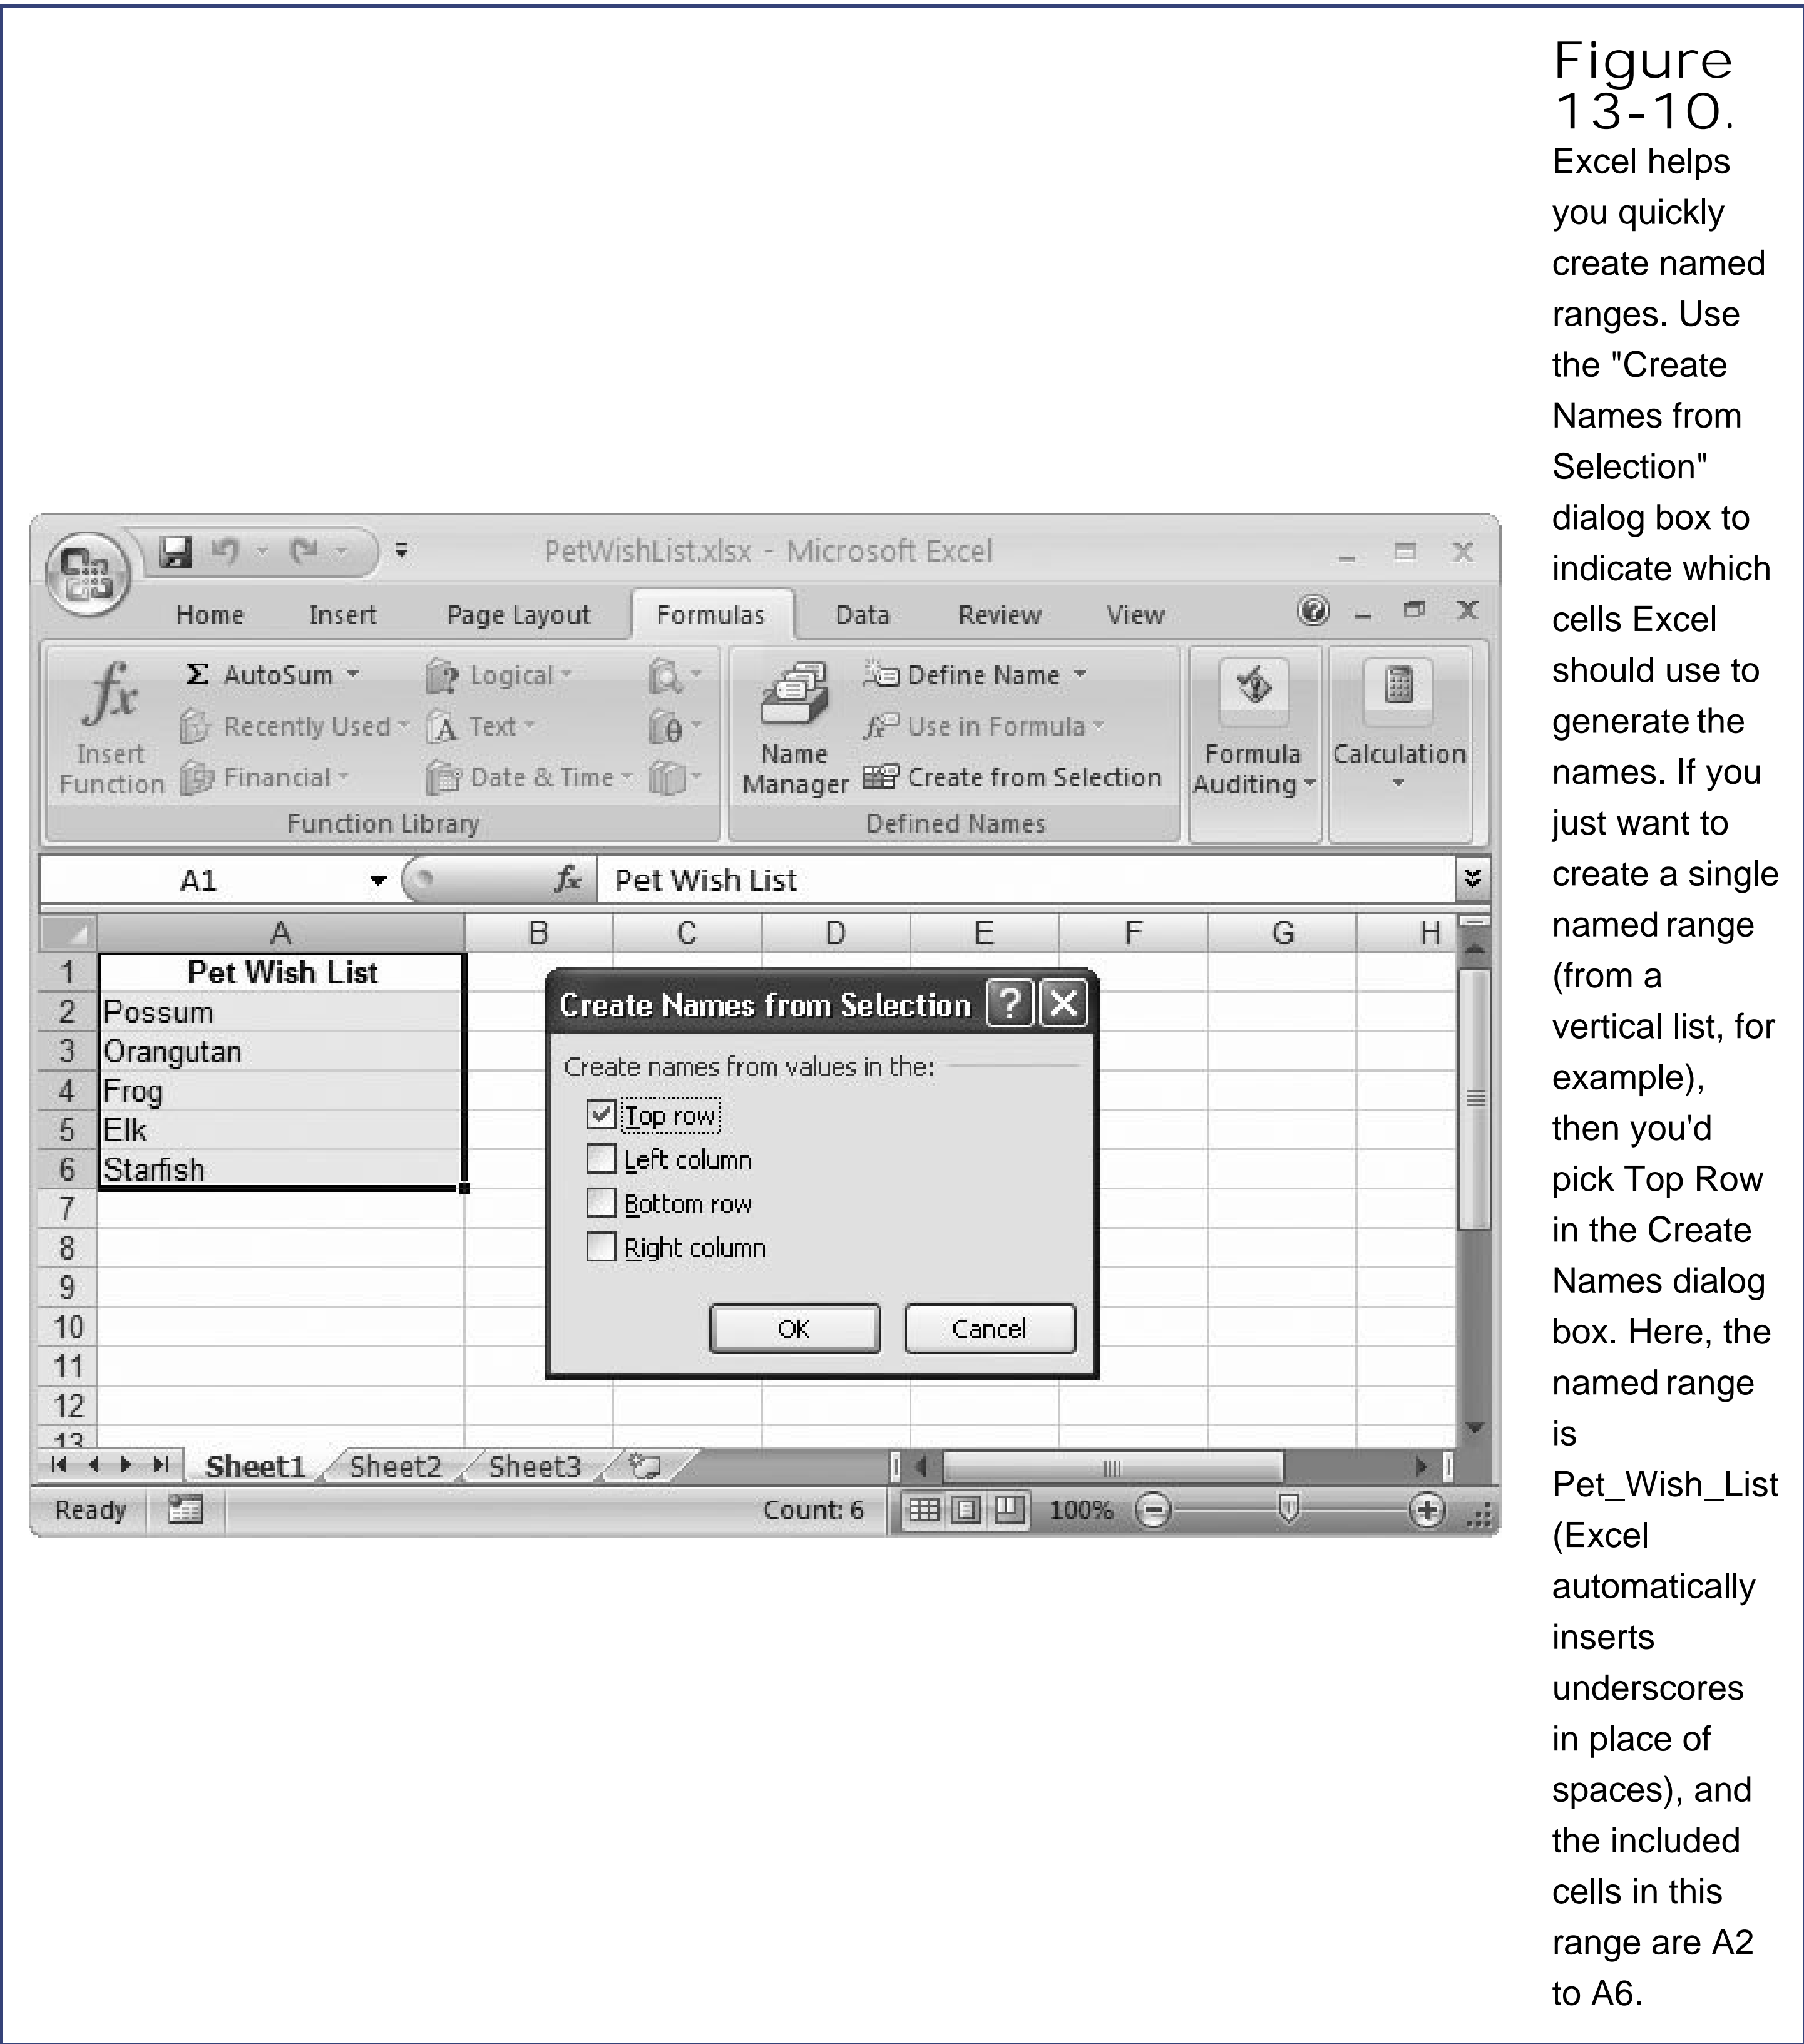 Figure
13-10.
Excel helps
you quickly
create named
ranges. Use
the "Create
Names from
Selection"
dialog box to
indicate which
cells Excel
should use to
generate the
names. If you
just want to
create a single
named range
(from a
vertical list, for
example),
then you'd
pick Top Row
in the Create
Names dialog
box. Here, the
named range
is
Pet_Wish_List
(Excel
automatically
inserts
underscores
in place of
spaces), and
the included
cells in this
range are A2
to A6.
PetWishList.xlsx - Microsoft Excel
Home Insert Page Layout Formulas Data Review View
fx Insert Function
Σ AutoSum
Recently Used
Financial
Logical
A Text
Date & Time
θ
Function Library
Name Manager
Define Name
Use in Formula
Create from Selection
Defined Names
Formula Auditing
Calculation
A1 fx Pet Wish List
A B C D E F G H
1 Pet Wish List
2 Possum
3 Orangutan
4 Frog
5 Elk
6 Starfish
7
8
9
10
11
12
13
Create Names from Selection ? X
Create names from values in the:
Top row
Left column
Bottom row
Right column
OK Cancel
Sheet1 Sheet2 Sheet3
Ready Count: 6 100%